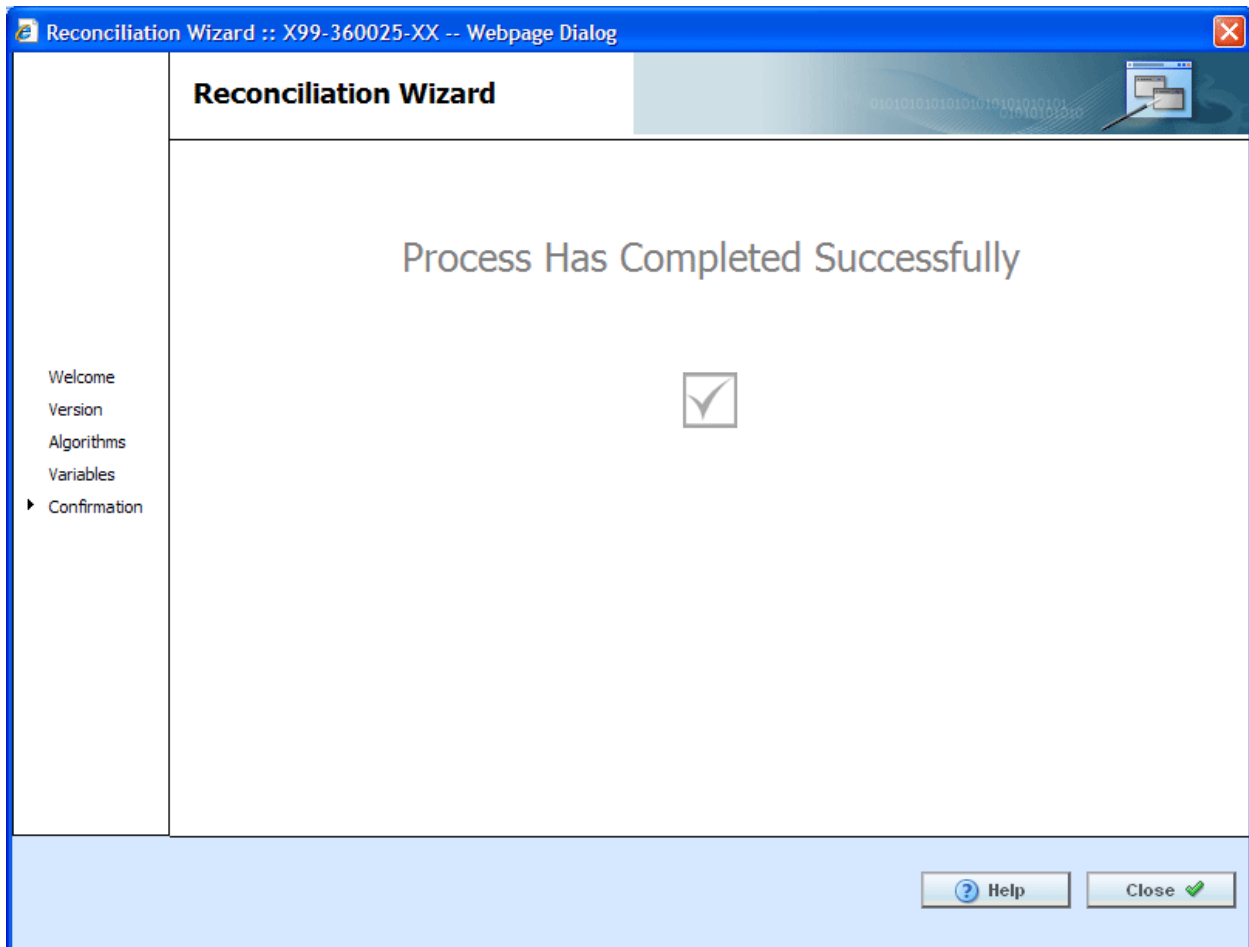 Reconciliation Wizard :: X99-360025-XX -- Webpage Dialog
Reconciliation Wizard
Process Has Completed Successfully
Welcome
Version
Algorithms
Variables
Confirmation
Help
Close